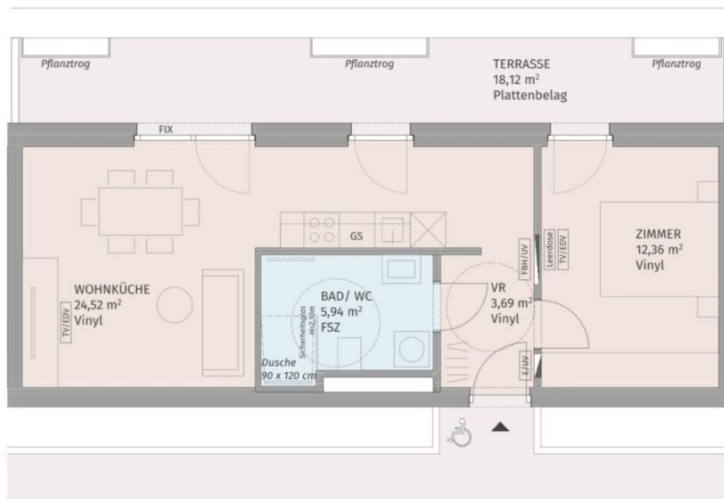 Pflanztrog
Pflanztrog
TERRASSE
18,12 m²
Plattenbelag
Pflanztrog
FIX
GS
WOHNKÜCHE
24,52 m²
Vinyl
TV/EDV
BAD/ WC
5,94 m²
FSZ
Sicherheitsglas
H=2,10m
Dusche
90 x 120 cm
VR
3,69 m²
Vinyl
FBH/UV
E/UV
Leerdose
TV/EDV
ZIMMER
12,36 m²
Vinyl